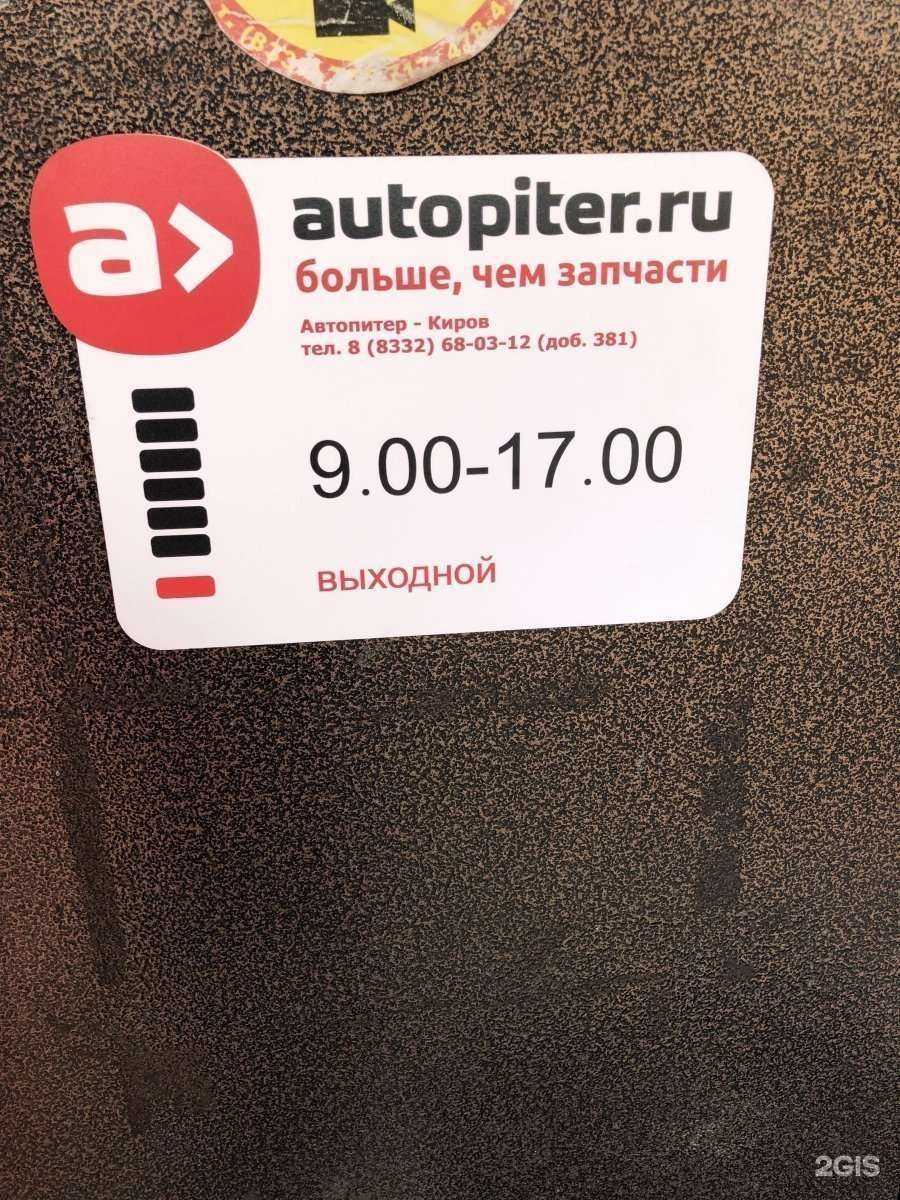 a>
autopiter.ru
больше, чем запчасти
Автопитер - Киров
тел. 8 (8332) 68-03-12 (доб. 381)
9.00-17.00
ВЫХОДНОЙ
2GIS